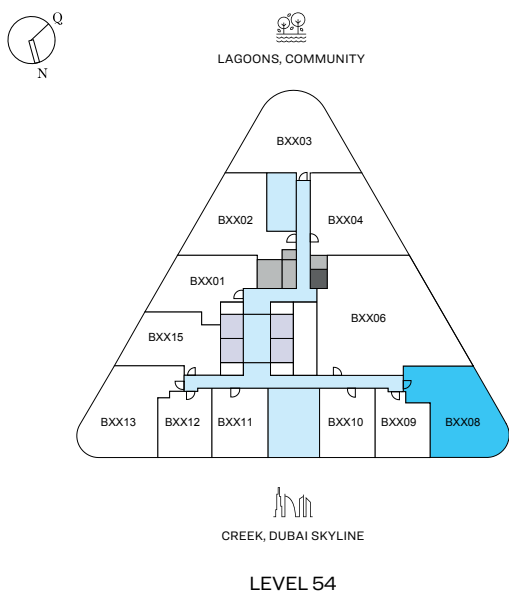 Q
N
LAGOONS, COMMUNITY
BXX03
BXX02
BXX04
BXX01
BXX06
BXX15
BXX13
BXX12
BXX11
BXX10
BXX09
BXX08
CREEK, DUBAI SKYLINE
LEVEL 54